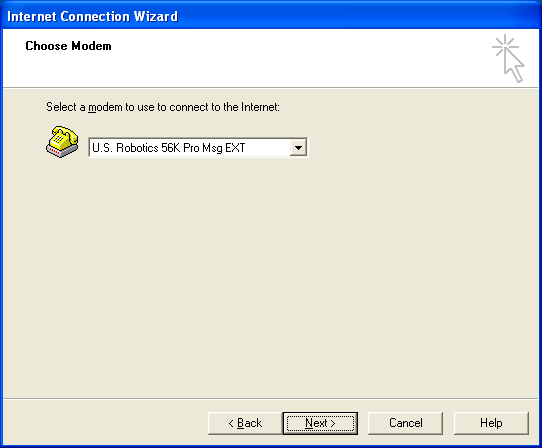 Internet Connection Wizard
Choose Modem
Select a modem to use to connect to the Internet:
U.S. Robotics 56K Pro Msg EXT
< Back Next > Cancel Help